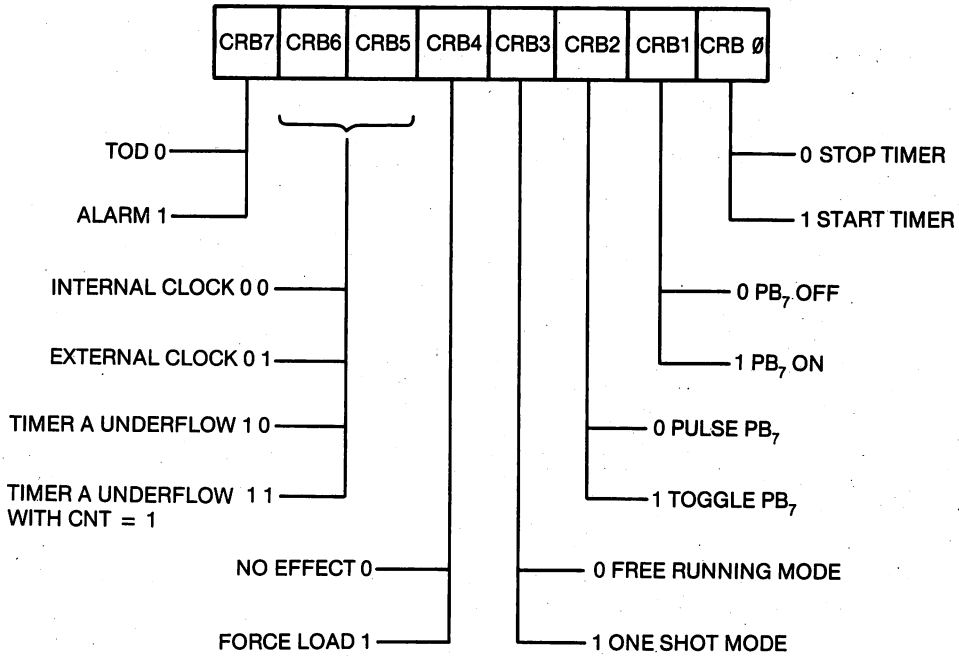 CRB7 CRB6 CRB5 CRB4 CRB3 CRB2 CRB1 CRB Ø
TOD 0
0 STOP TIMER
ALARM 1
1 START TIMER
INTERNAL CLOCK 0 0
0 PB₇ OFF
EXTERNAL CLOCK 0 1
1 PB₇ ON
TIMER A UNDERFLOW 1 0
0 PULSE PB₇
TIMER A UNDERFLOW 1 1
WITH CNT = 1
1 TOGGLE PB₇
NO EFFECT 0
0 FREE RUNNING MODE
FORCE LOAD 1
1 ONE SHOT MODE